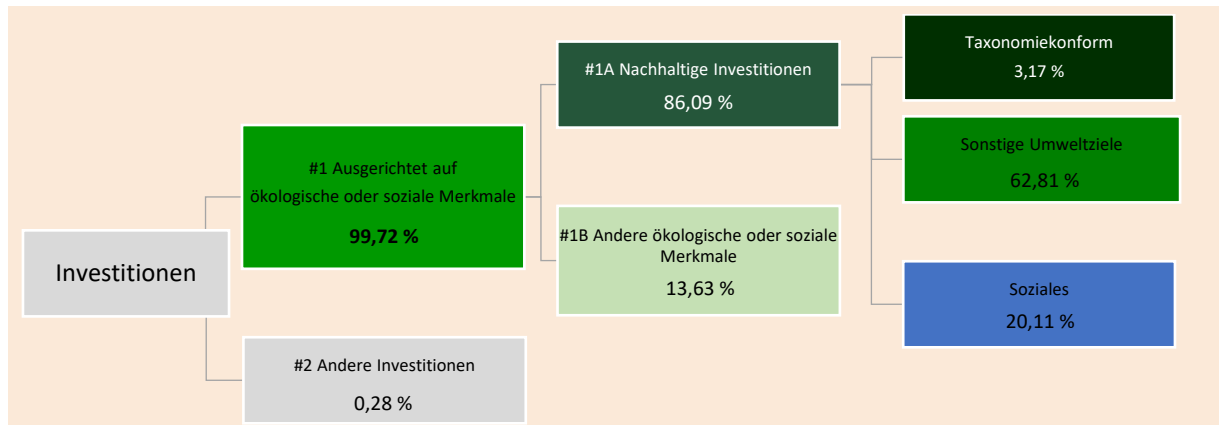 Investitionen
#1 Ausgerichtet auf
ökologische oder soziale Merkmale
99,72 %
#2 Andere Investitionen
0,28 %
#1A Nachhaltige Investitionen
86,09 %
#1B Andere ökologische oder soziale
Merkmale
13,63 %
Taxonomiekonform
3,17 %
Sonstige Umweltziele
62,81 %
Soziales
20,11 %